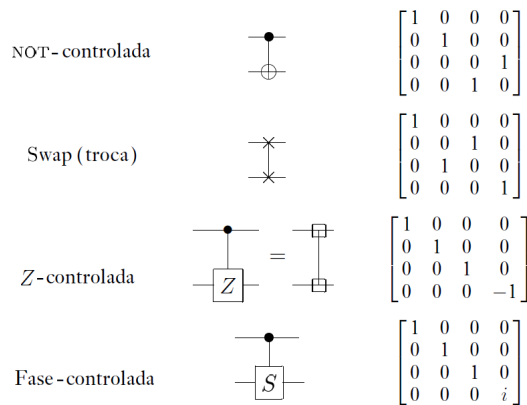 NOT-controlada
1 0 0 0
0 1 0 0
0 0 0 1
0 0 1 0
Swap (troca)
1 0 0 0
0 0 1 0
0 1 0 0
0 0 0 1
Z-controlada
Z
=
1 0 0 0
0 1 0 0
0 0 1 0
0 0 0 −1
Fase-controlada
S
1 0 0 0
0 1 0 0
0 0 1 0
0 0 0 i